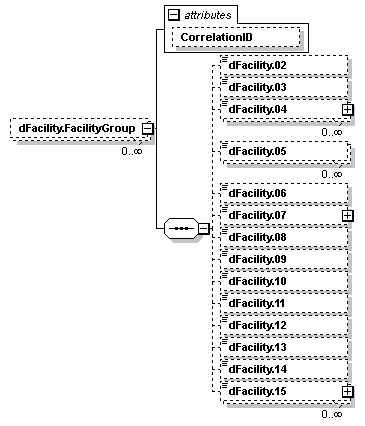 attributes
CorrelationID
dFacility.FacilityGroup
0..∞
dFacility.02
dFacility.03
dFacility.04
0..∞
dFacility.05
0..∞
dFacility.06
dFacility.07
dFacility.08
dFacility.09
dFacility.10
dFacility.11
dFacility.12
dFacility.13
dFacility.14
dFacility.15
0..∞